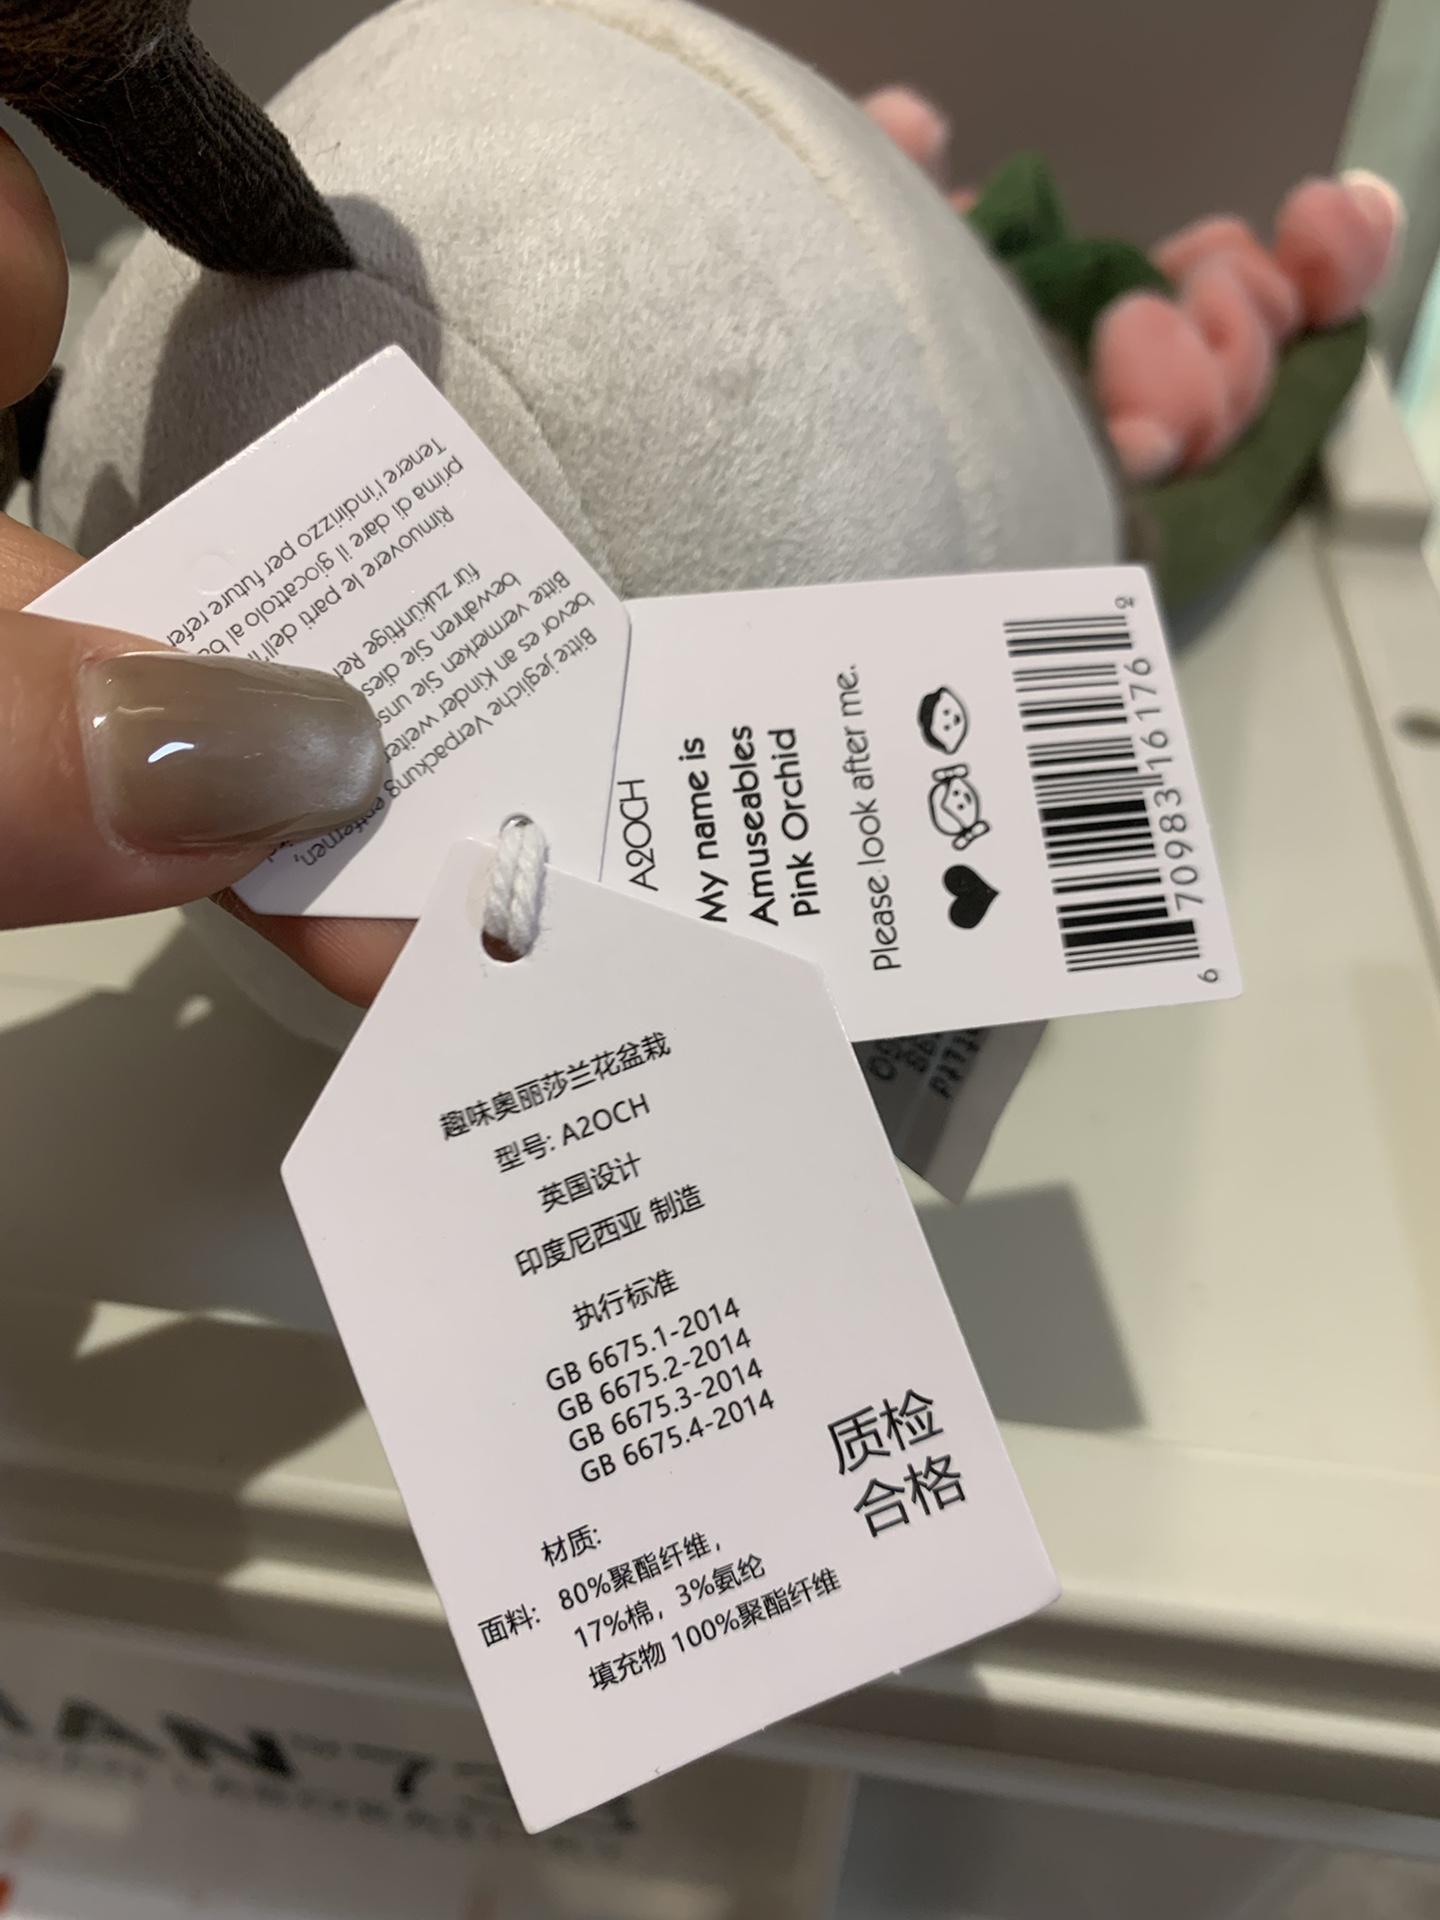 Tenere l'indirizzo per future
prima di dare il giocattolo al
Rimuovere le parti
für zukünftige
bewahren Sie dies
Bitte vermerken Sie
bevor es an Kinder
Bitte jegliche Verpackung entfernen,
A2OCH
My name is
Amuseables
Pink Orchid
Please look after me.
6 70983 16176
趣味奥丽莎兰花盆栽
型号: A2OCH
英国设计
印度尼西亚 制造
执行标准
GB 6675.1-2014
GB 6675.2-2014
GB 6675.3-2014
GB 6675.4-2014
质检
合格
材质:
面料: 80%聚酯纤维,
17%棉, 3%氨纶
填充物 100%聚酯纤维